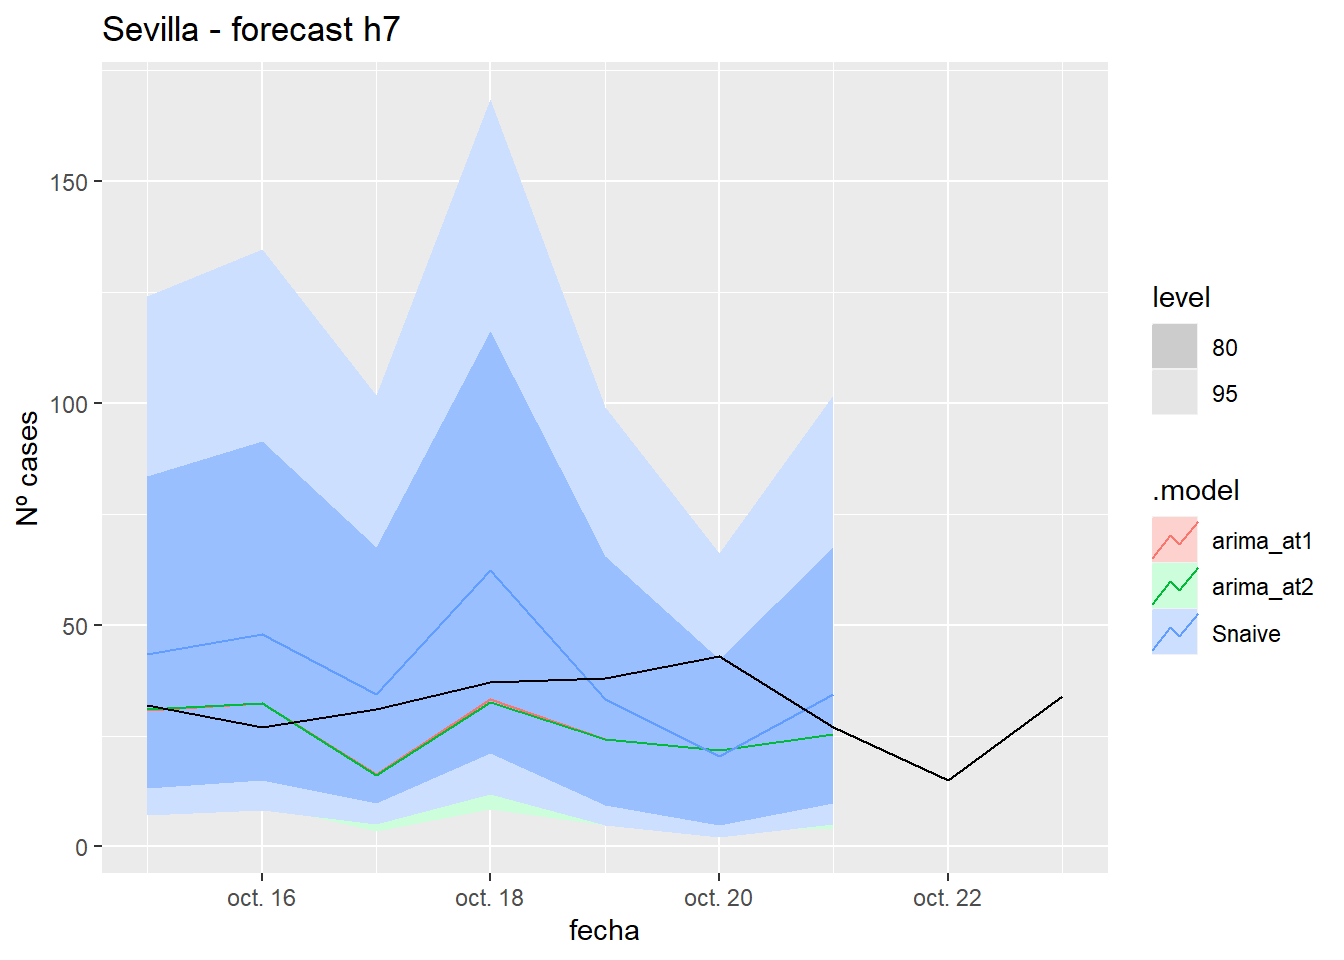 Sevilla - forecast h7
Nº cases
150
100
50
0
oct. 16
oct. 18
oct. 20
oct. 22
fecha
level
80
95
.model
arima_at1
arima_at2
Snaive